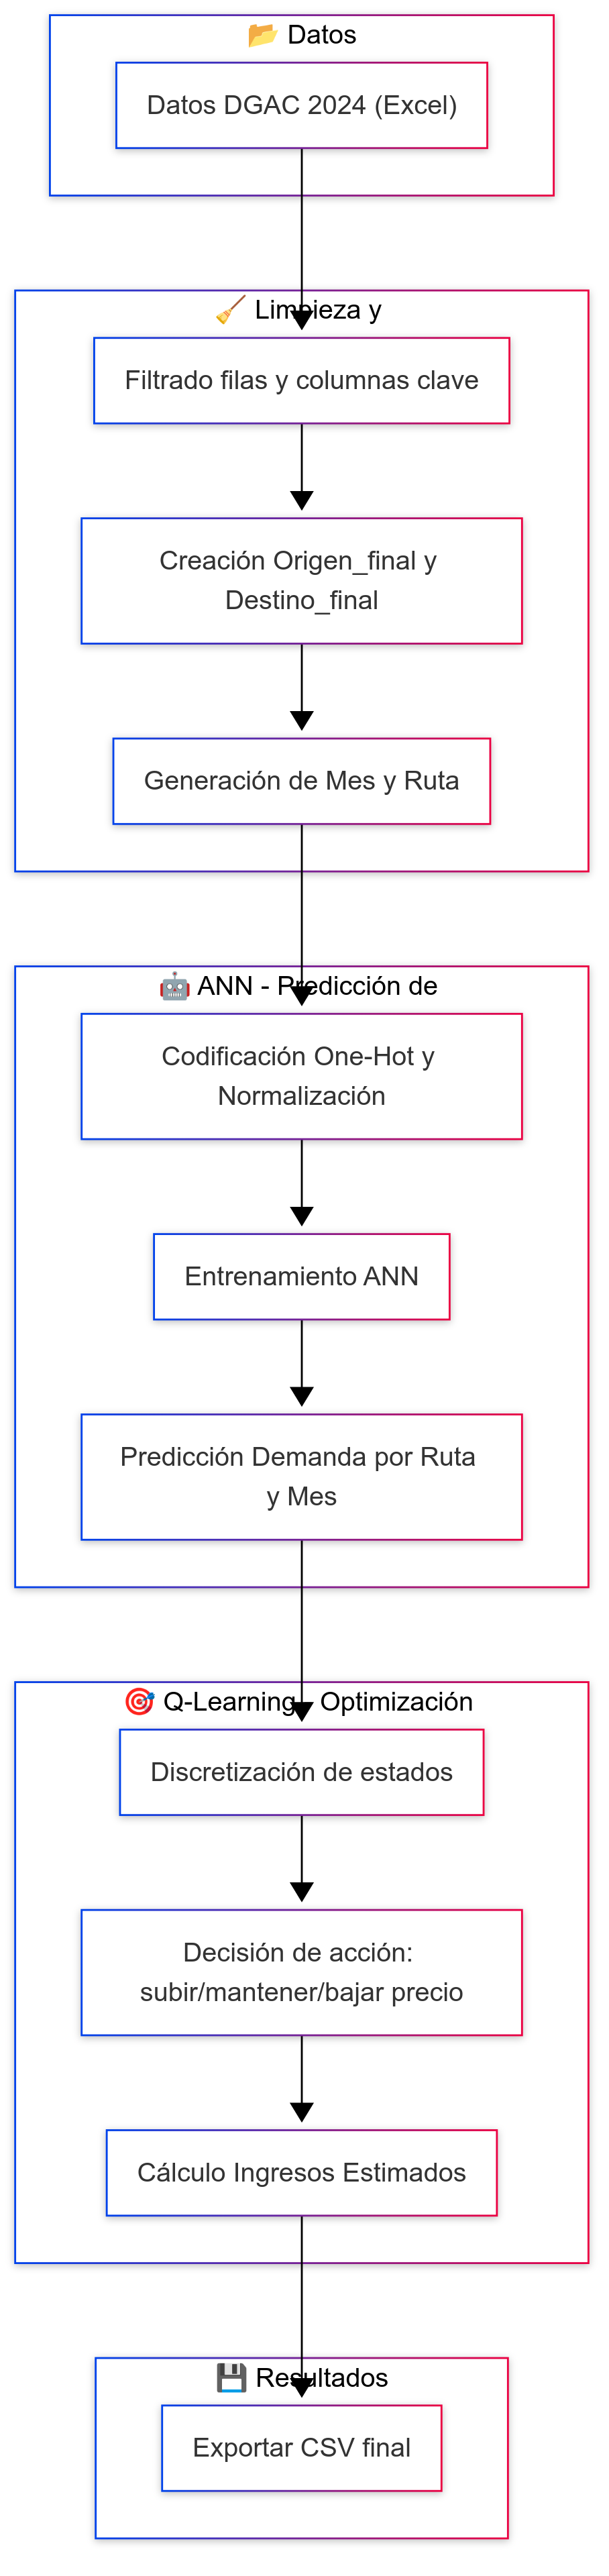 📂 Datos
Datos DGAC 2024 (Excel)
🧹 Limpieza y
Filtrado filas y columnas clave
Creación Origen_final y
Destino_final
Generación de Mes y Ruta
🤖 ANN - Predicción de
Codificación One-Hot y
Normalización
Entrenamiento ANN
Predicción Demanda por Ruta
y Mes
🎯 Q-Learning - Optimización
Discretización de estados
Decisión de acción:
subir/mantener/bajar precio
Cálculo Ingresos Estimados
💾 Resultados
Exportar CSV final